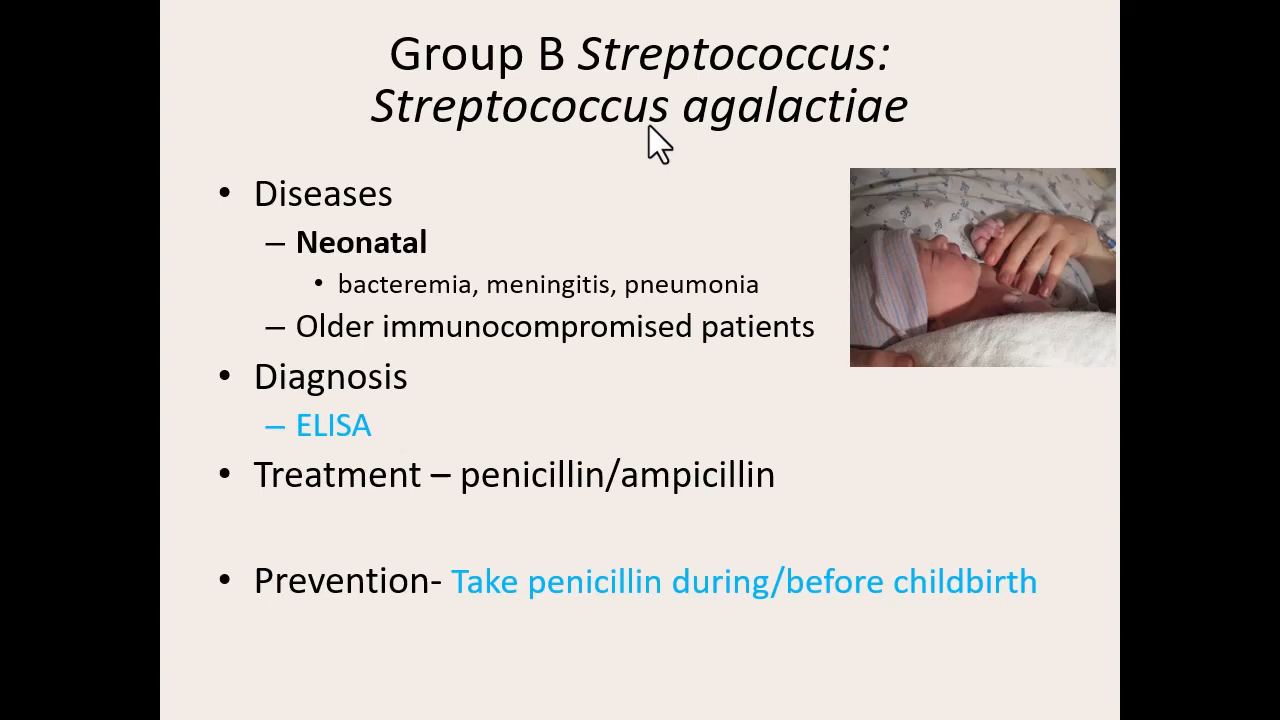 Group B Streptococcus:
Streptococcus agalactiae
• Diseases
– Neonatal
• bacteremia, meningitis, pneumonia
– Older immunocompromised patients
• Diagnosis
– ELISA
• Treatment – penicillin/ampicillin
• Prevention- Take penicillin during/before childbirth